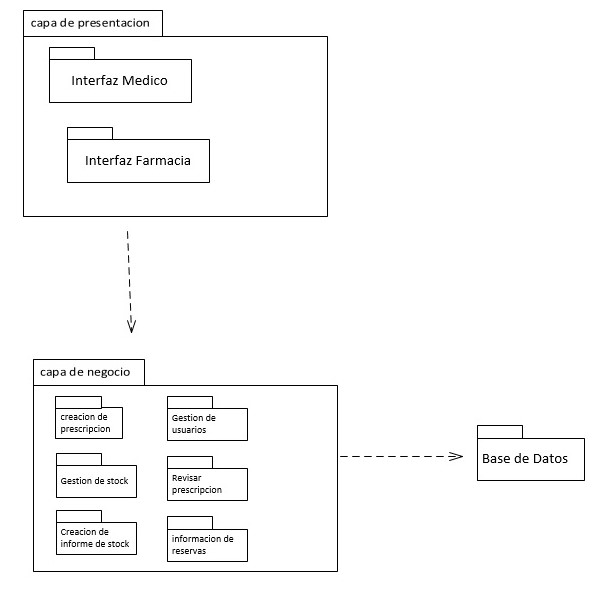 capa de presentacion
Interfaz Medico
Interfaz Farmacia
capa de negocio
creacion de
prescripcion
Gestion de
usuarios
Gestion de stock
Revisar
prescripcion
Creacion de
informe de stock
informacion de
reservas
Base de Datos